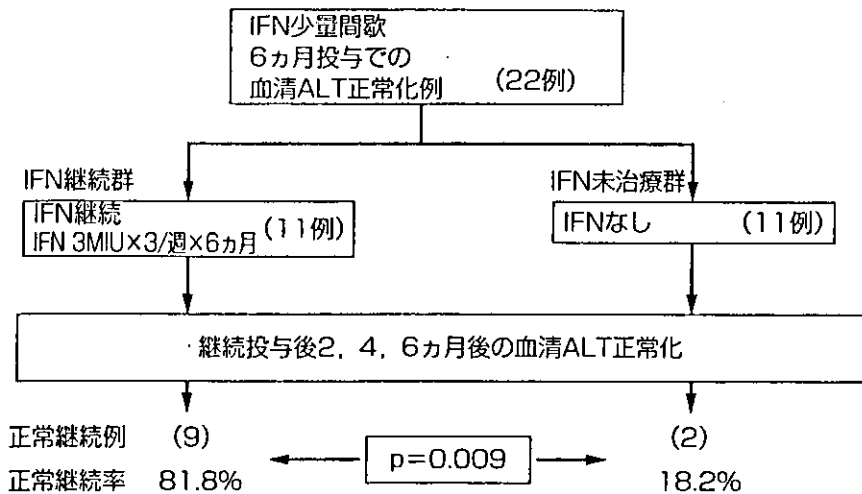 IFN少量間歇
6ヵ月投与での
血清ALT正常化例 (22例)
IFN継続群
IFN継続
IFN 3MIU×3/週×6ヵ月 (11例)
IFN未治療群
IFNなし (11例)
継続投与後2, 4, 6ヵ月後の血清ALT正常化
正常継続例 (9) (2)
p=0.009
正常継続率 81.8% 18.2%